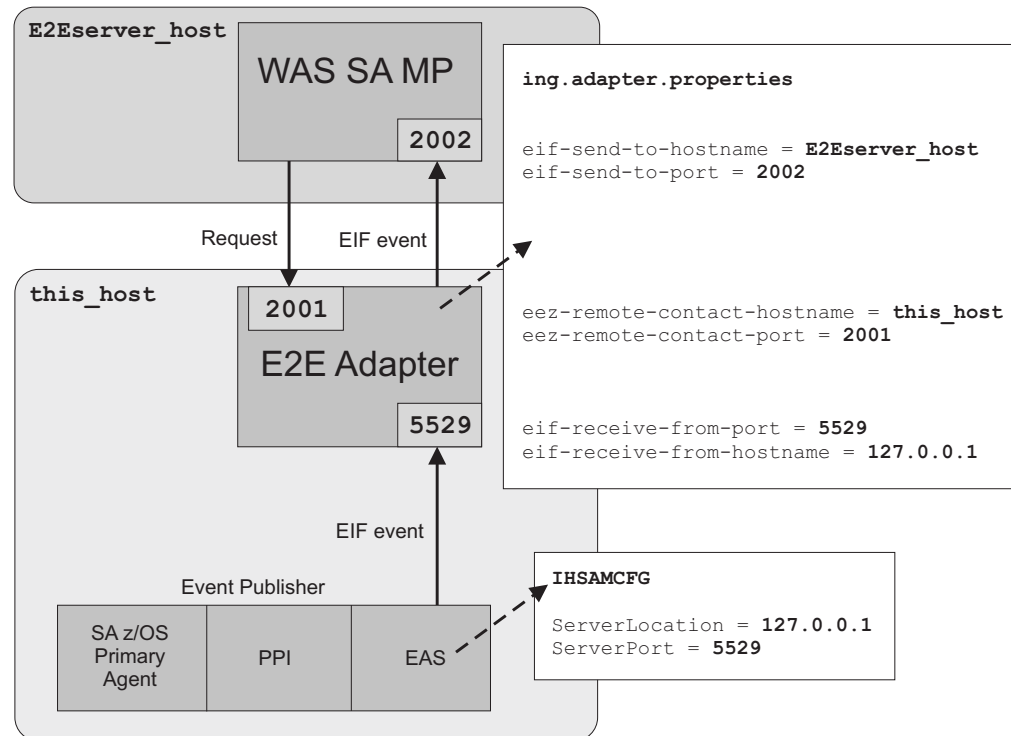 E2Eserver_host
WAS SA MP
2002
ing.adapter.properties
eif-send-to-hostname = E2Eserver_host
eif-send-to-port = 2002
Request
EIF event
this_host
2001
E2E Adapter
5529
eez-remote-contact-hostname = this_host
eez-remote-contact-port = 2001
eif-receive-from-port = 5529
eif-receive-from-hostname = 127.0.0.1
EIF event
Event Publisher
SA z/OS
Primary
Agent
PPI
EAS
IHSAMCFG
ServerLocation = 127.0.0.1
ServerPort = 5529